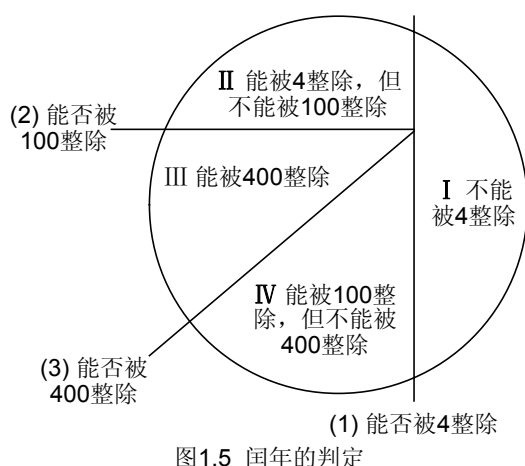 Ⅱ 能被4整除，但
不能被100整除
(2) 能否被
100整除
Ⅲ 能被400整除
Ⅰ 不能
被4整除
Ⅳ 能被100整
除，但不能被
400整除
(3) 能否被
400整除
(1) 能否被4整除
图1.5 闰年的判定